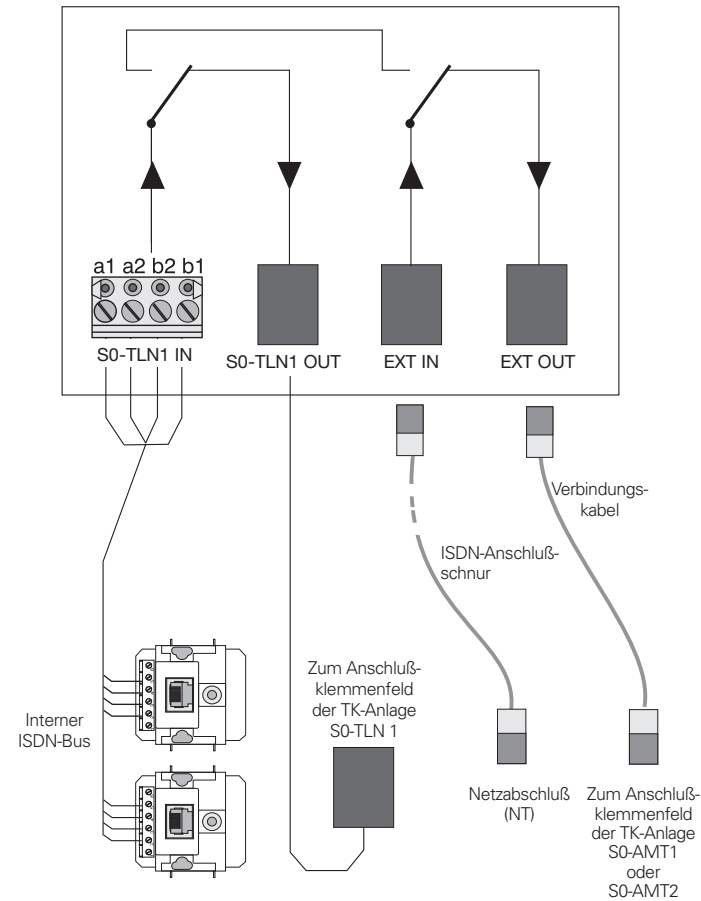 a1 a2 b2 b1
S0-TLN1 IN
S0-TLN1 OUT
EXT IN
EXT OUT
Verbindungs-
kabel
ISDN-Anschluß-
schnur
Zum Anschluß-
klemmenfeld
der TK-Anlage
S0-TLN 1
Interner
ISDN-Bus
Netzabschluß
(NT)
Zum Anschluß-
klemmenfeld
der TK-Anlage
S0-AMT1
oder
S0-AMT2